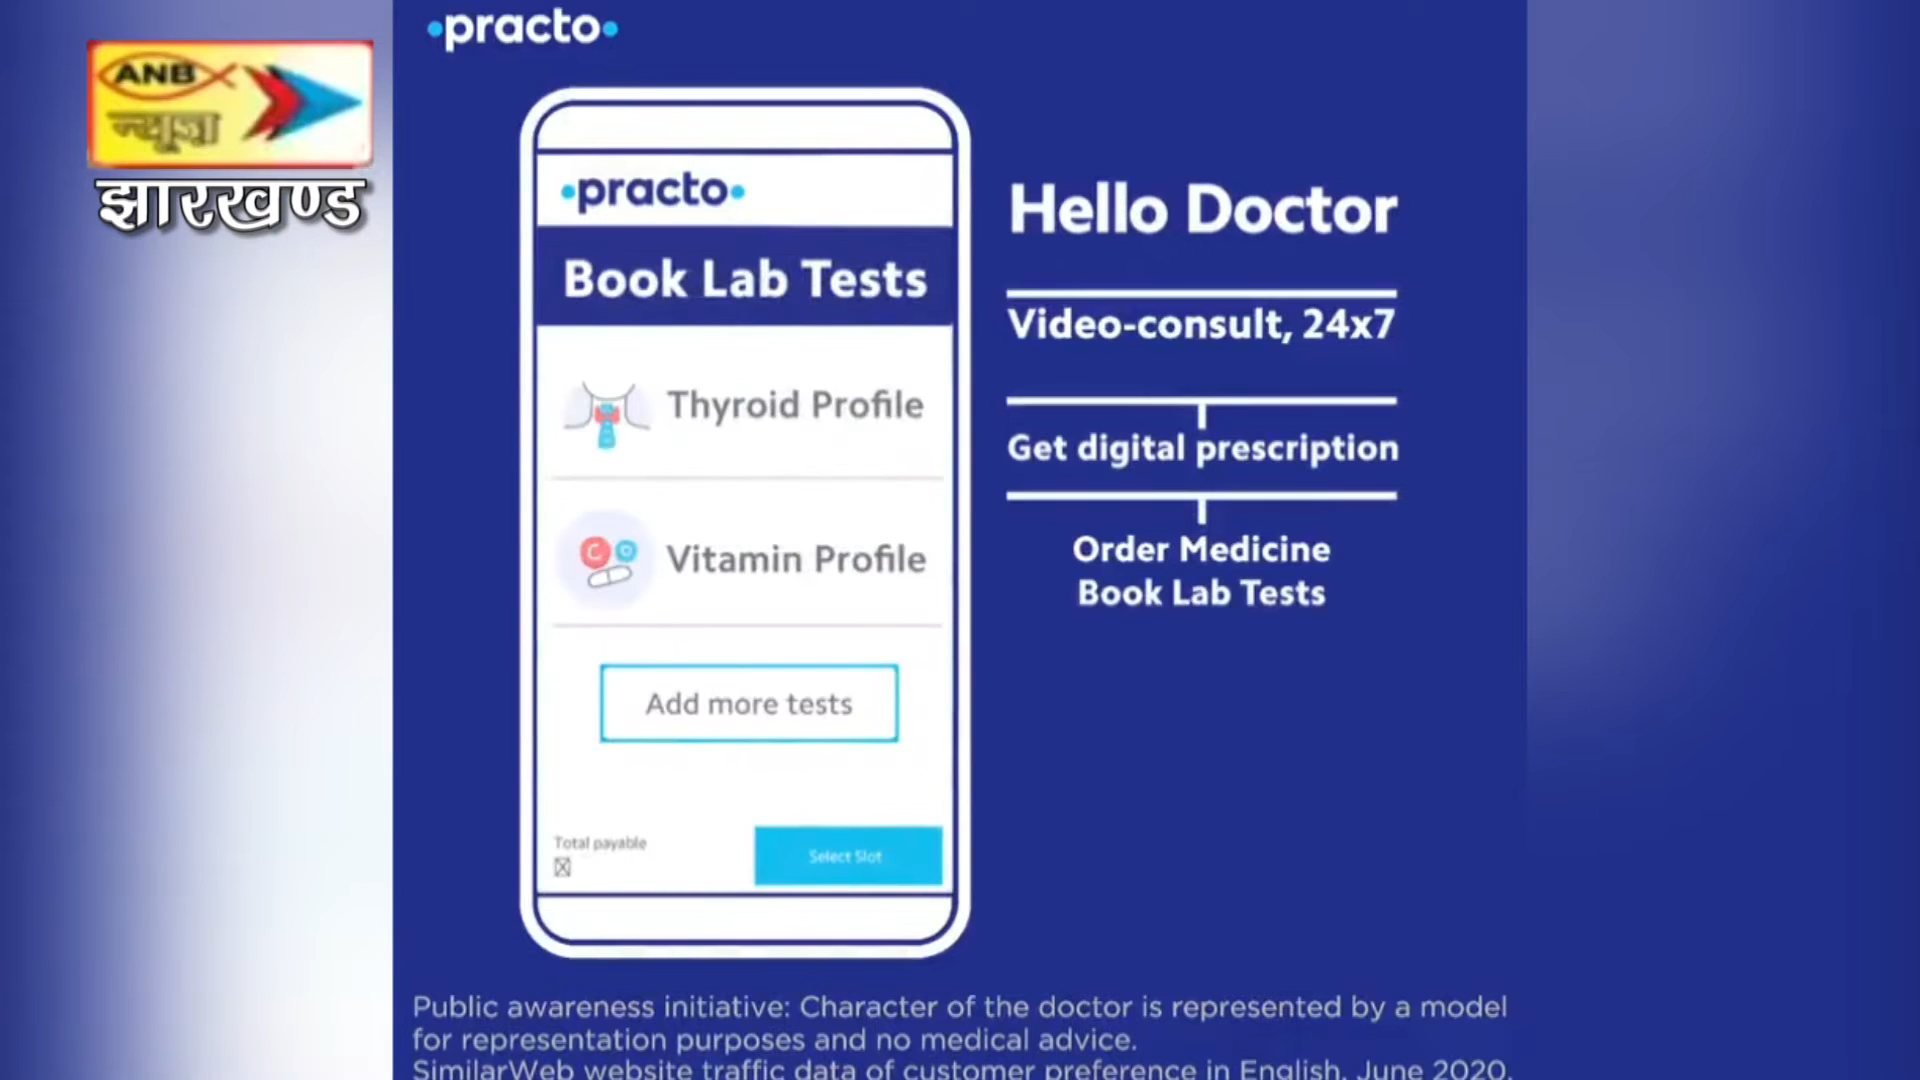 practo
ANB
न्यूज़
झारखण्ड
practo
Book Lab Tests
Thyroid Profile
Vitamin Profile
Add more tests
Total payable
Select Slot
Hello Doctor
Video-consult, 24x7
Get digital prescription
Order Medicine
Book Lab Tests
Public awareness initiative: Character of the doctor is represented by a model
for representation purposes and no medical advice.
SimilarWeb website traffic data of customer preference in English, June 2020.